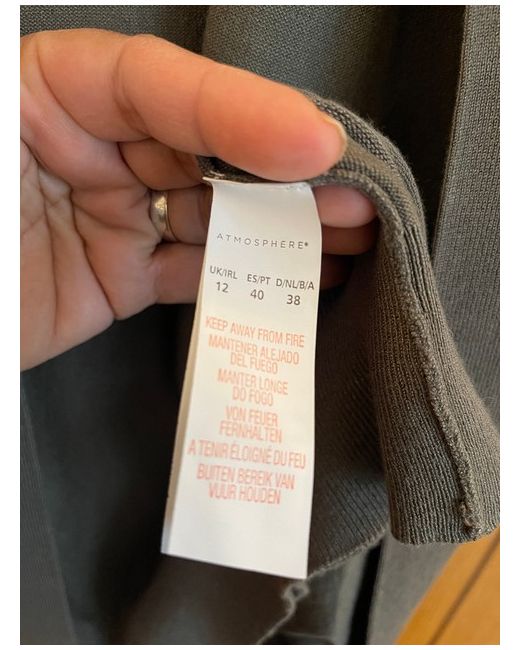 ATMOSPHERE®
UK/IRL ES/PT D/NL/B/A
12 40 38
KEEP AWAY FROM FIRE
MANTENER ALEJADO
DEL FUEGO
MANTER LONGE
DO FOGO
VON FEUER
FERNHALTEN
A TENIR ÉLOIGNÉ DU FEU
BUITEN BEREIK VAN
VUUR HOUDEN